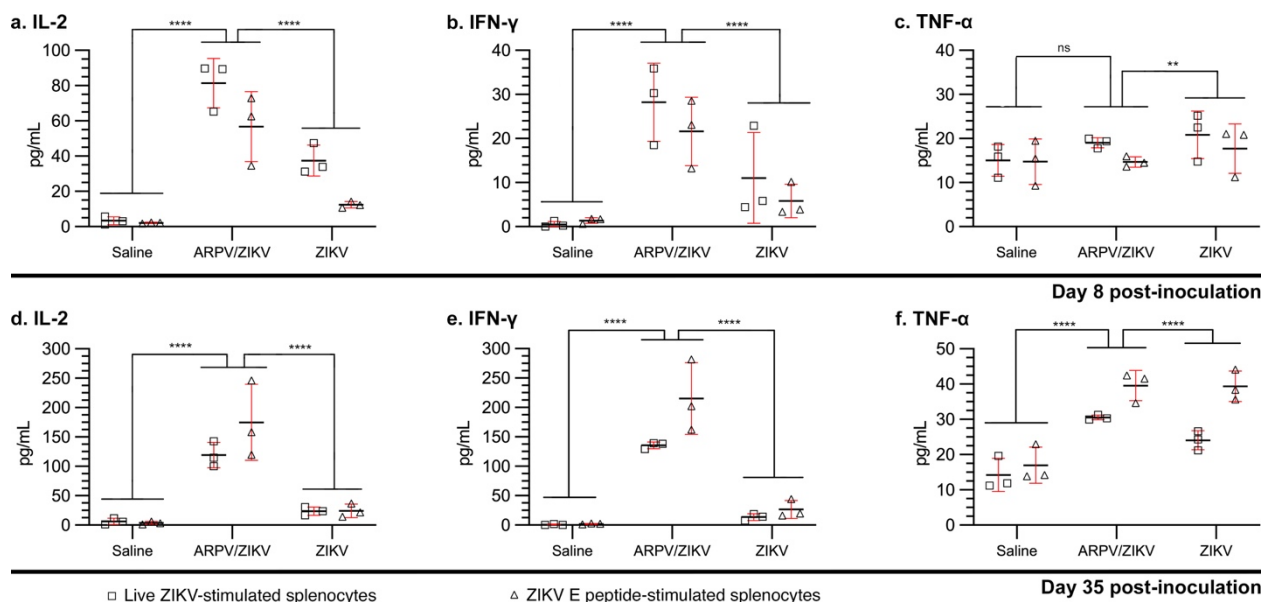 a. IL-2
**** ****
100
80
60
40
20
0
pg/mL
Saline ARPV/ZIKV ZIKV
b. IFN-γ
**** ****
40
30
20
10
0
pg/mL
Saline ARPV/ZIKV ZIKV
c. TNF-α
ns **
40
30
20
10
0
pg/mL
Saline ARPV/ZIKV ZIKV
Day 8 post-inoculation
d. IL-2
**** ****
300
250
200
150
100
50
0
pg/mL
Saline ARPV/ZIKV ZIKV
e. IFN-γ
**** ****
300
250
200
150
100
50
0
pg/mL
Saline ARPV/ZIKV ZIKV
f. TNF-α
**** ****
50
40
30
20
10
0
pg/mL
Saline ARPV/ZIKV ZIKV
Day 35 post-inoculation
□ Live ZIKV-stimulated splenocytes
△ ZIKV E peptide-stimulated splenocytes